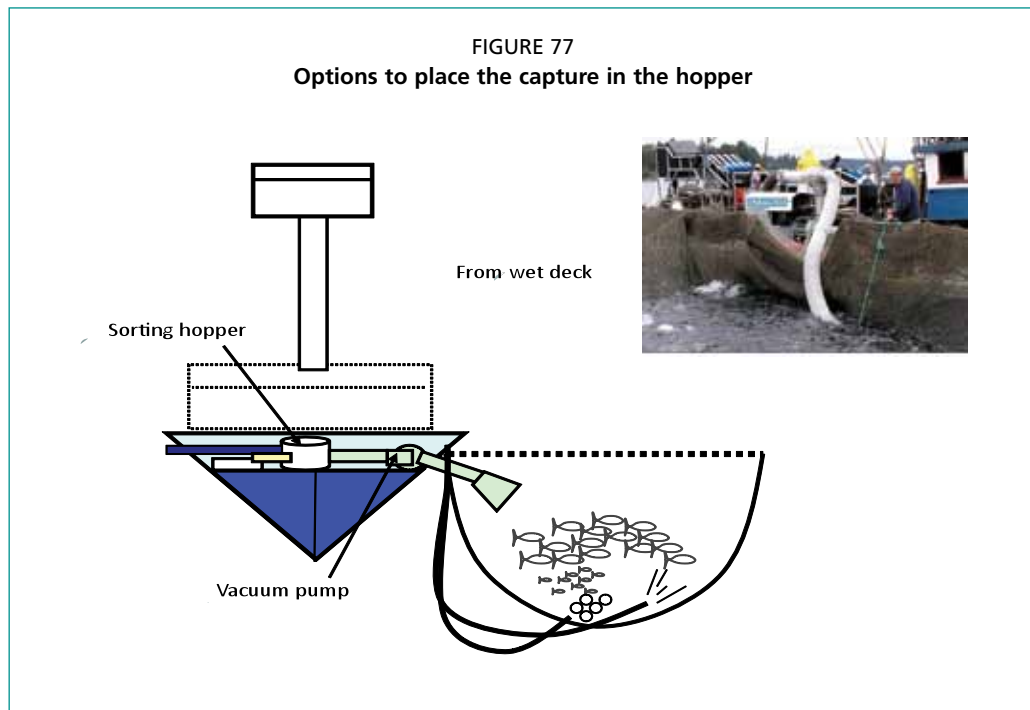 FIGURE 77
Options to place the capture in the hopper
From wet deck
Sorting hopper
Vacuum pump